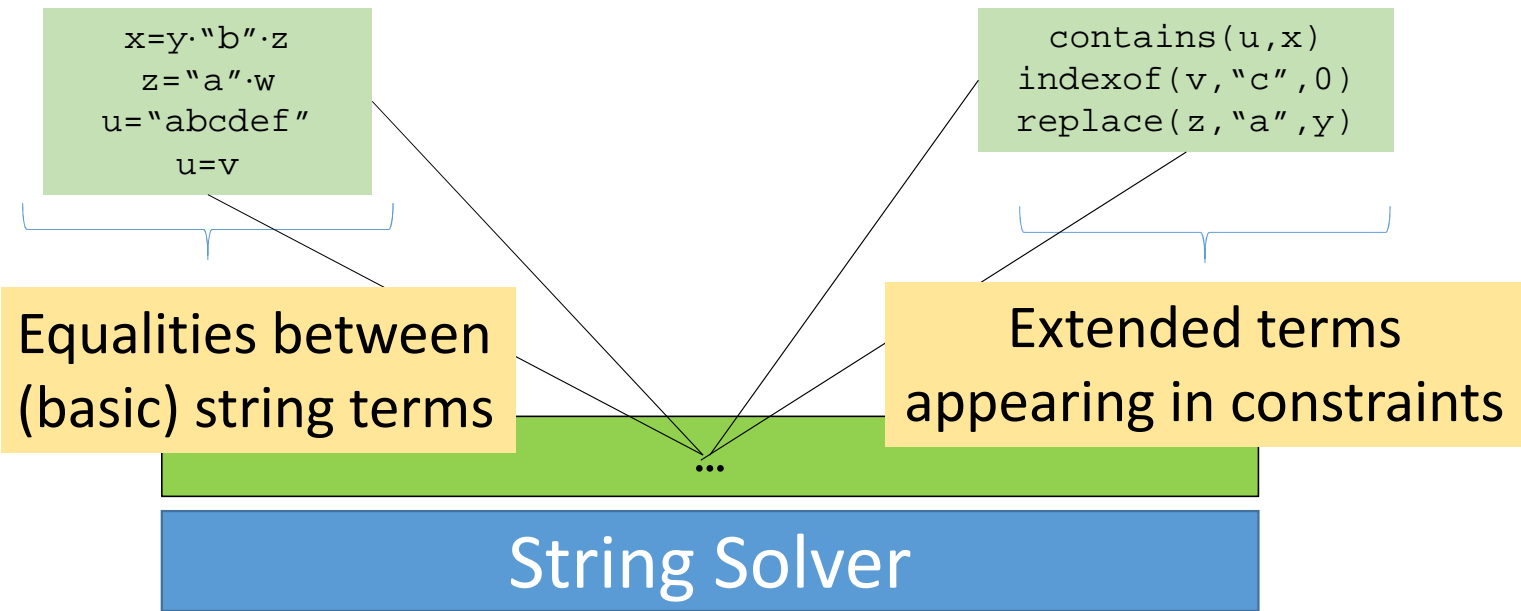 x=y·“b”·z
z=“a”·w
u=“abcdef”
u=v
contains(u,x)
indexof(v,“c”,0)
replace(z,“a”,y)
Equalities between
(basic) string terms
Extended terms
appearing in constraints
…
String Solver